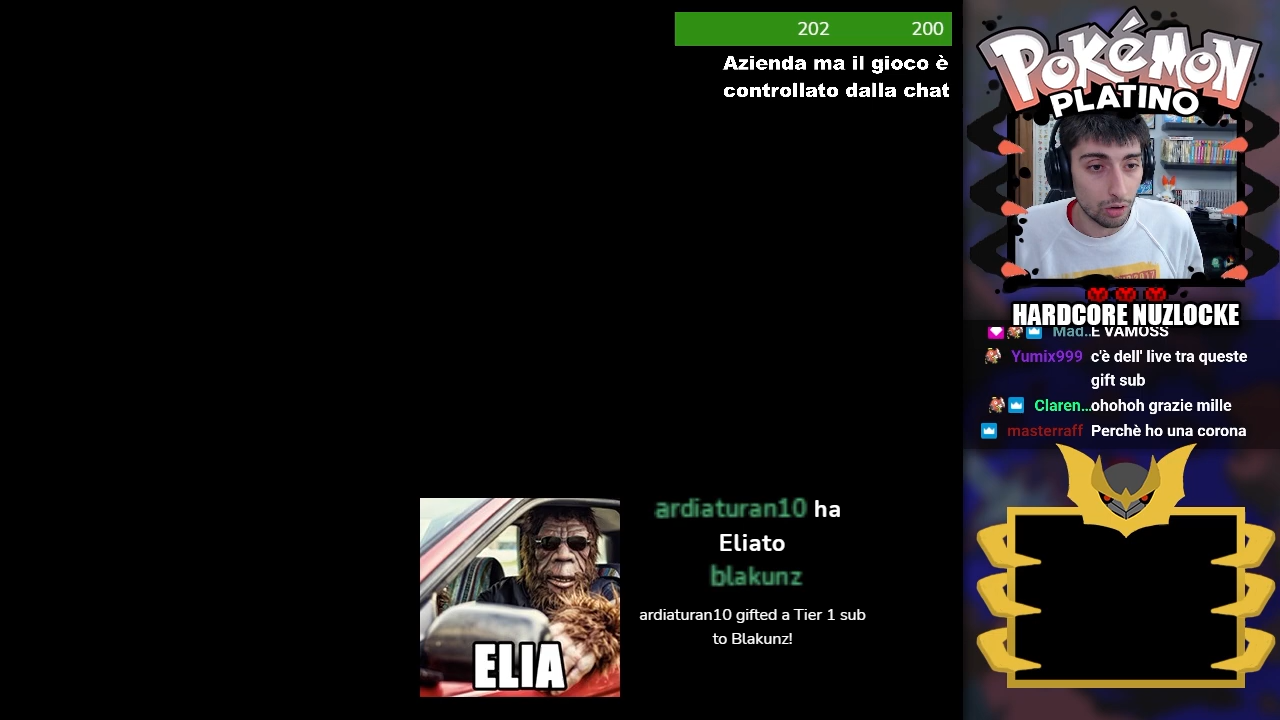 202 200
Azienda ma il gioco è
controllato dalla chat
POKÉMON
PLATINO
HARDCORE NUZLOCKE
Mad.. E VAMOSS
Yumix999 c'è dell' live tra queste
gift sub
Claren... ohohoh grazie mille
masterraff Perchè ho una corona
ardiaturan10 ha
Eliato
blakunz
ardiaturan10 gifted a Tier 1 sub
to Blakunz!
ELIA